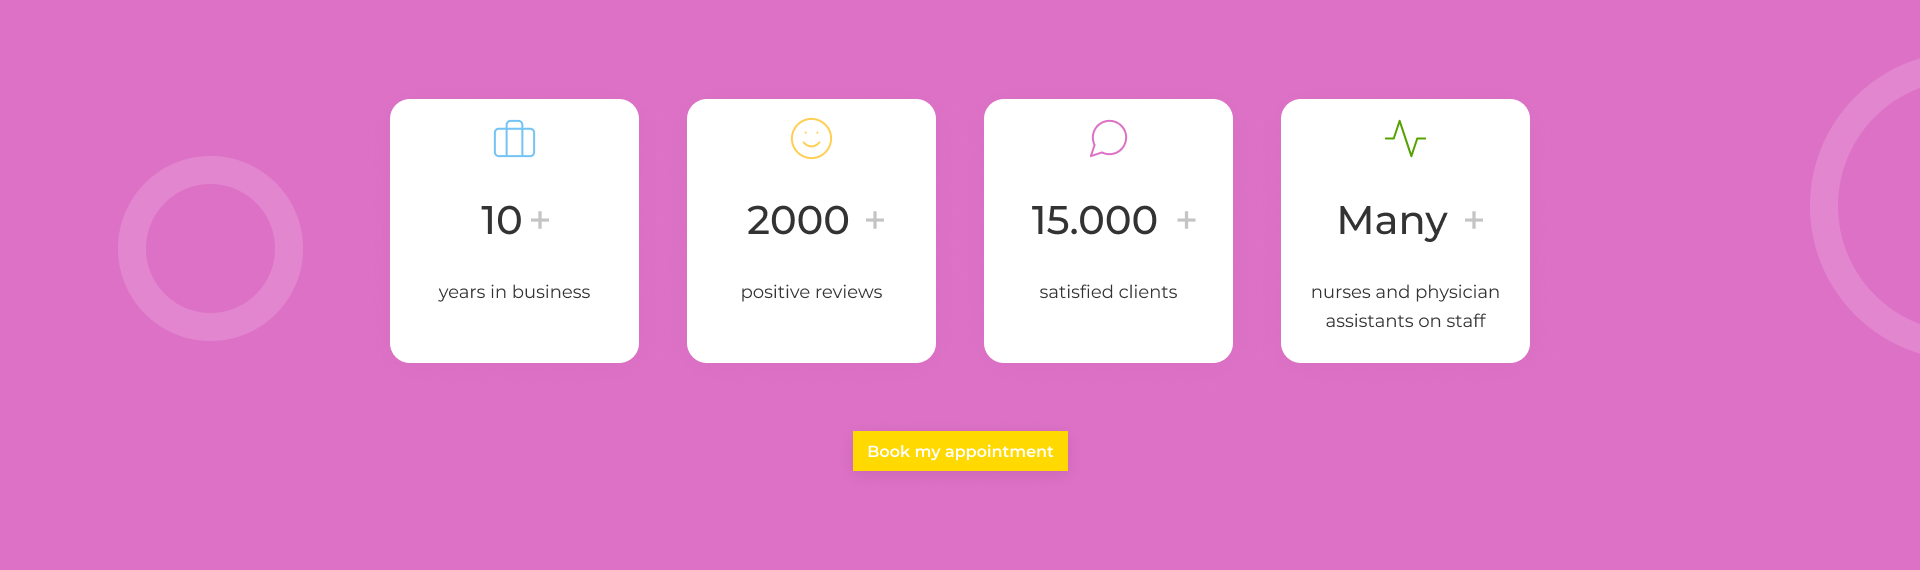 10 +
2000 +
15.000 +
Many +
years in business
positive reviews
satisfied clients
nurses and physician
assistants on staff
Book my appointment